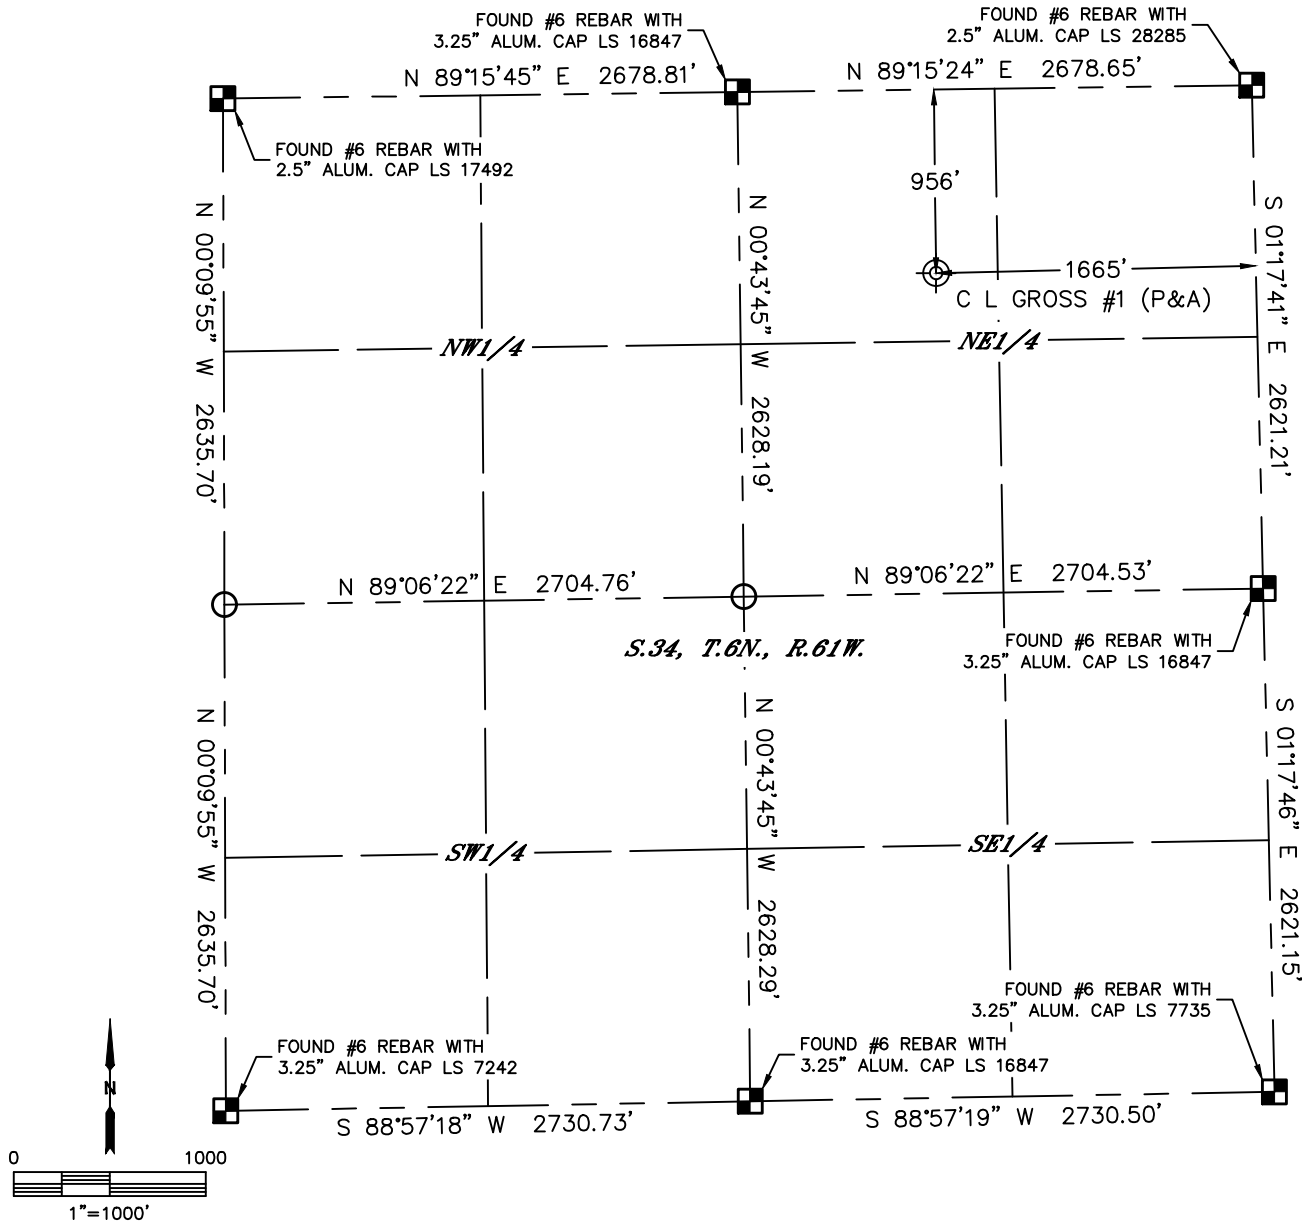 FOUND #6 REBAR WITH
3.25" ALUM. CAP LS 16847
FOUND #6 REBAR WITH
2.5" ALUM. CAP LS 28285
N 89°15'45" E 2678.81'
N 89°15'24" E 2678.65'
FOUND #6 REBAR WITH
2.5" ALUM. CAP LS 17492
956'
1665'
C L GROSS #1 (P&A)
N 00°09'55" W 2635.70'
N 00°43'45" W 2628.19'
S 01°17'41" E 2621.21'
NW1/4
NE1/4
N 89°06'22" E 2704.76'
N 89°06'22" E 2704.53'
S.34, T.6N., R.61W.
FOUND #6 REBAR WITH
3.25" ALUM. CAP LS 16847
N 00°09'55" W 2635.70'
N 00°43'45" W 2628.29'
S 01°17'46" E 2621.15'
SW1/4
SE1/4
FOUND #6 REBAR WITH
3.25" ALUM. CAP LS 7735
FOUND #6 REBAR WITH
3.25" ALUM. CAP LS 7242
FOUND #6 REBAR WITH
3.25" ALUM. CAP LS 16847
S 88°57'18" W 2730.73'
S 88°57'19" W 2730.50'
N
0 1000
1"=1000'